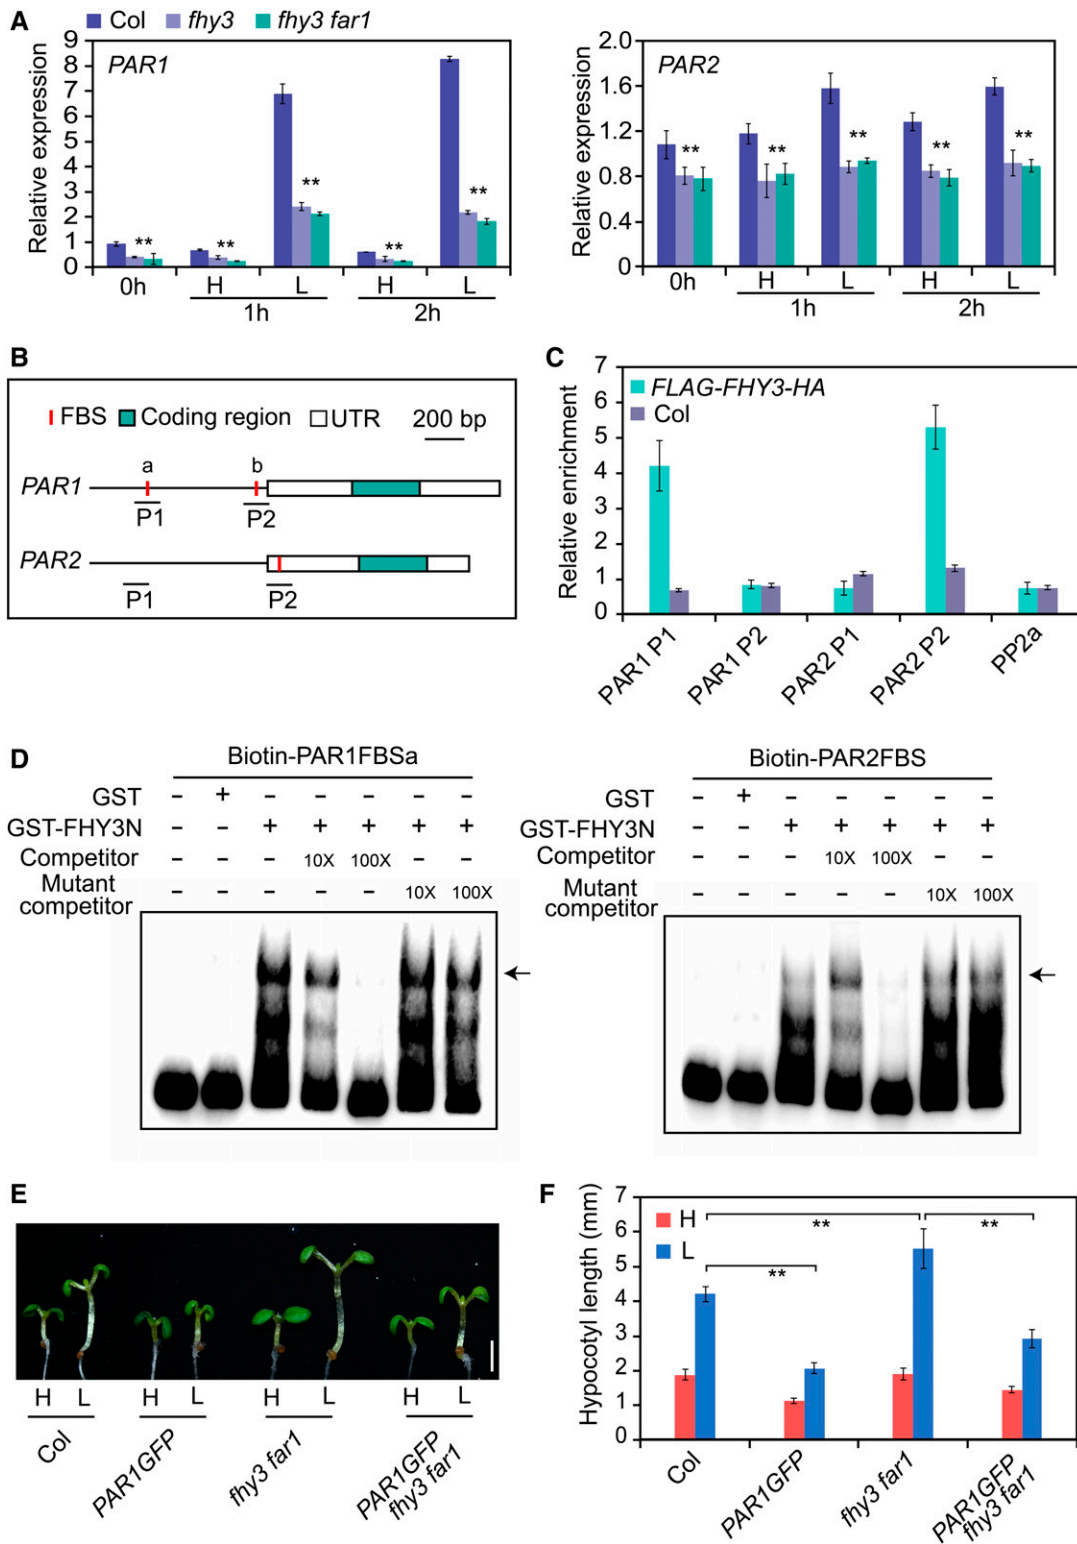 A
Col fhy3 fhy3 far1
PAR1
Relative expression
9
8
7
6
5
4
3
2
1
0
** ** ** ** **
0h H L H L
1h 2h
PAR2
Relative expression
2.0
1.6
1.2
0.8
0.4
0
** ** ** ** **
0h H L H L
1h 2h
B
FBS Coding region UTR 200 bp
a b
PAR1
P1 P2
PAR2
P1 P2
C
FLAG-FHY3-HA
Col
Relative enrichment
7
6
5
4
3
2
1
0
PAR1 P1 PAR1 P2 PAR2 P1 PAR2 P2 PP2a
D
Biotin-PAR1FBSa
GST - + - - - - -
GST-FHY3N - - + + + + +
Competitor - - - 10X 100X - -
Mutant competitor - - - - - 10X 100X
Biotin-PAR2FBS
GST - + - - - - -
GST-FHY3N - - + + + + +
Competitor - - - 10X 100X - -
Mutant competitor - - - - - 10X 100X
E
H L H L H L H L
Col PAR1GFP fhy3 far1 PAR1GFP fhy3 far1
F
Hypocotyl length (mm)
7
6
5
4
3
2
1
0
H
L
** ** **
Col PAR1GFP fhy3 far1 PAR1GFP fhy3 far1